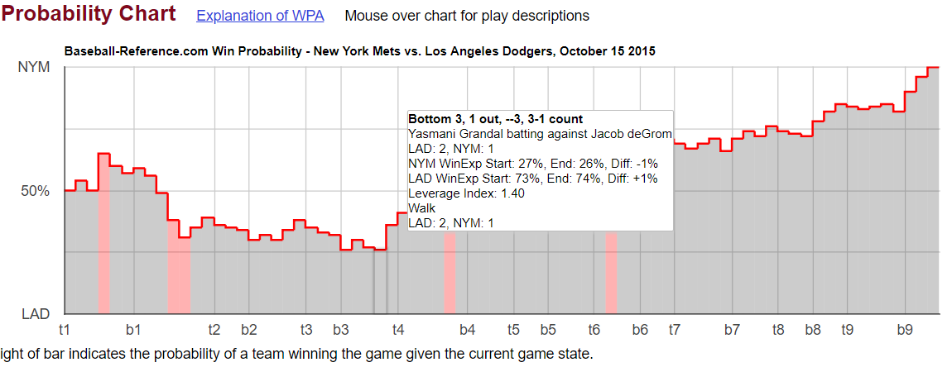 Probability Chart Explanation of WPA Mouse over chart for play descriptions
Baseball-Reference.com Win Probability - New York Mets vs. Los Angeles Dodgers, October 15 2015
NYM
Bottom 3, 1 out, --3, 3-1 count
Yasmani Grandal batting against Jacob deGrom
LAD: 2, NYM: 1
NYM WinExp Start: 27%, End: 26%, Diff: -1%
LAD WinExp Start: 73%, End: 74%, Diff: +1%
Leverage Index: 1.40
Walk
LAD: 2, NYM: 1
50%
LAD
t1 b1 t2 b2 t3 b3 t4 b4 t5 b5 t6 b6 t7 b7 t8 b8 t9 b9
ight of bar indicates the probability of a team winning the game given the current game state.